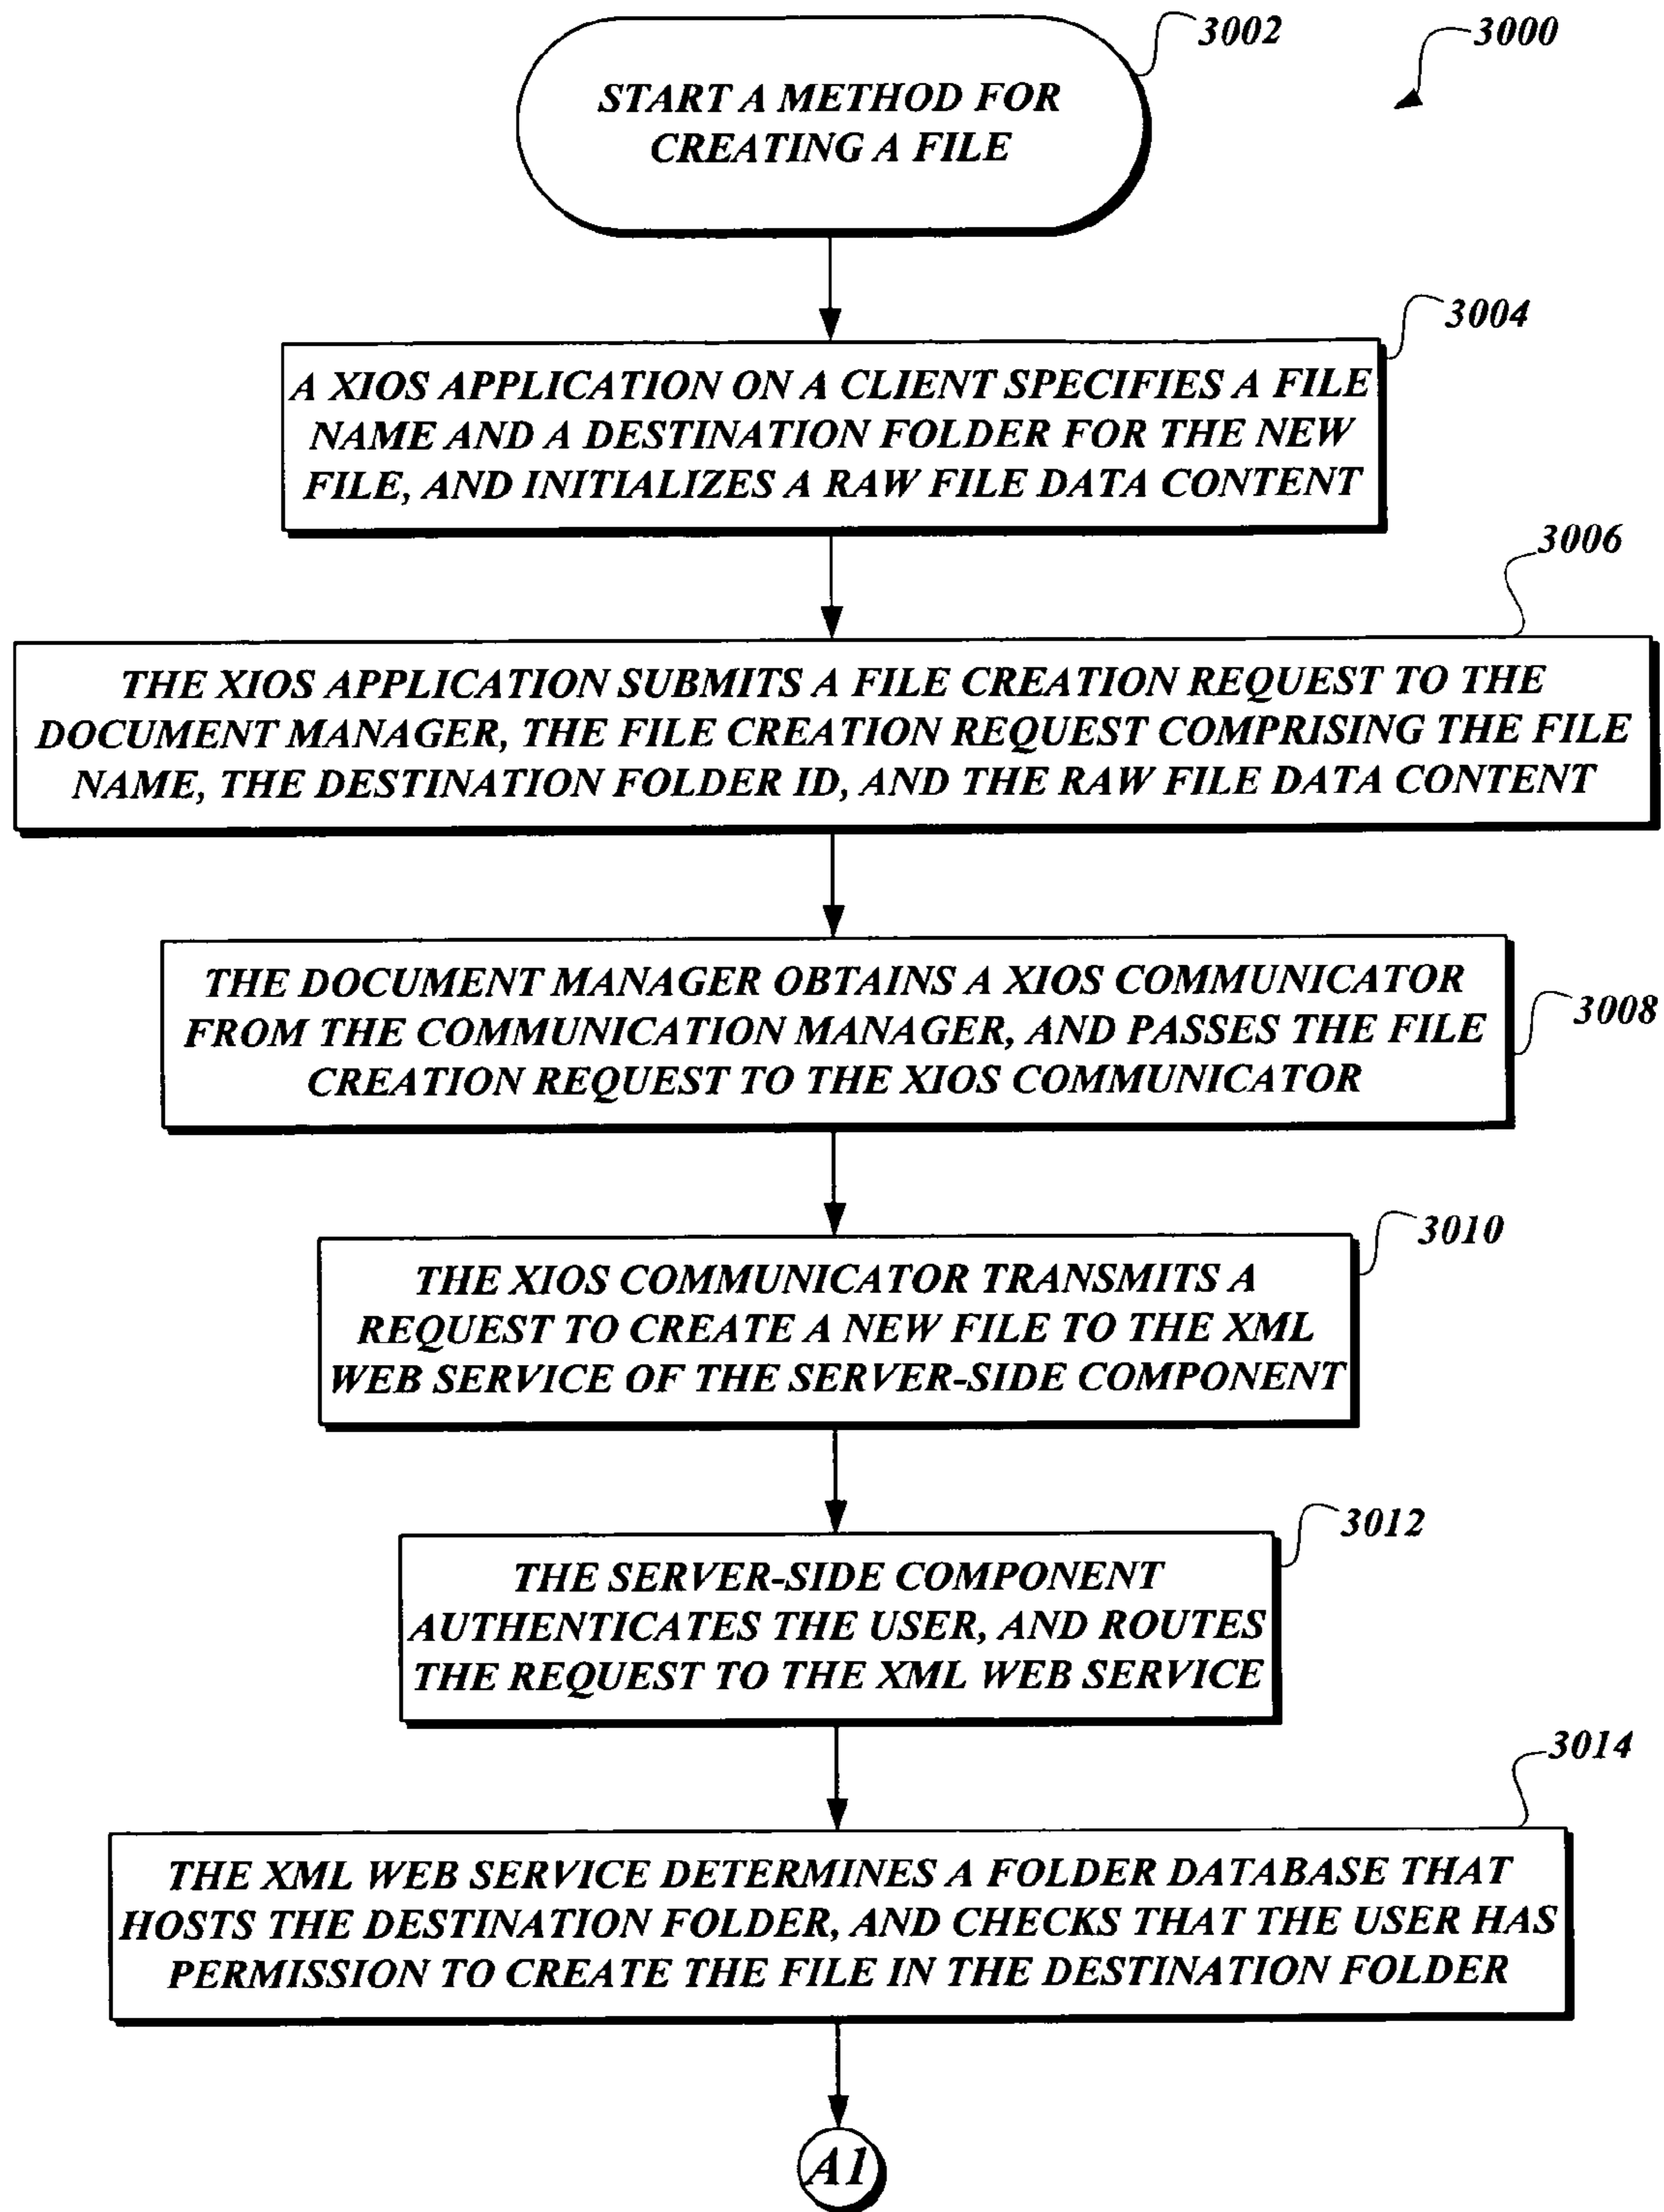 3002
3000
START A METHOD FOR
CREATING A FILE
3004
A XIOS APPLICATION ON A CLIENT SPECIFIES A FILE
NAME AND A DESTINATION FOLDER FOR THE NEW
FILE, AND INITIALIZES A RAW FILE DATA CONTENT
3006
THE XIOS APPLICATION SUBMITS A FILE CREATION REQUEST TO THE
DOCUMENT MANAGER, THE FILE CREATION REQUEST COMPRISING THE FILE
NAME, THE DESTINATION FOLDER ID, AND THE RAW FILE DATA CONTENT
3008
THE DOCUMENT MANAGER OBTAINS A XIOS COMMUNICATOR
FROM THE COMMUNICATION MANAGER, AND PASSES THE FILE
CREATION REQUEST TO THE XIOS COMMUNICATOR
3010
THE XIOS COMMUNICATOR TRANSMITS A
REQUEST TO CREATE A NEW FILE TO THE XML
WEB SERVICE OF THE SERVER-SIDE COMPONENT
3012
THE SERVER-SIDE COMPONENT
AUTHENTICATES THE USER, AND ROUTES
THE REQUEST TO THE XML WEB SERVICE
3014
THE XML WEB SERVICE DETERMINES A FOLDER DATABASE THAT
HOSTS THE DESTINATION FOLDER, AND CHECKS THAT THE USER HAS
PERMISSION TO CREATE THE FILE IN THE DESTINATION FOLDER
A1